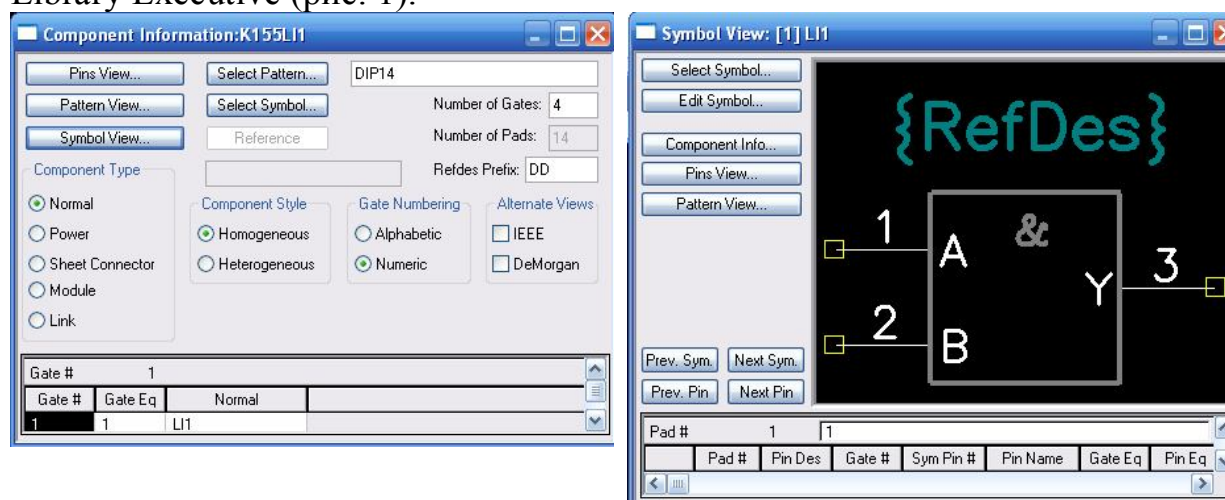 Library Executive (рис. 1).
Component Information:K155LI1
Pins View...
Select Pattern...
DIP14
Pattern View...
Select Symbol...
Number of Gates: 4
Symbol View...
Reference
Number of Pads: 14
Refdes Prefix: DD
Component Type
Normal
Power
Sheet Connector
Module
Link
Component Style
Homogeneous
Heterogeneous
Gate Numbering
Alphabetic
Numeric
Alternate Views
IEEE
DeMorgan
Gate # 1
Gate # Gate Eq Normal
1 1 LI1
Symbol View: [1] LI1
Select Symbol...
Edit Symbol...
Component Info...
Pins View...
Pattern View...
Prev. Sym. Next Sym.
Prev. Pin Next Pin
{RefDes}
&
1 A
Y 3
2 B
Pad # 1 1
Pad # Pin Des Gate # Sym Pin # Pin Name Gate Eq Pin Eq